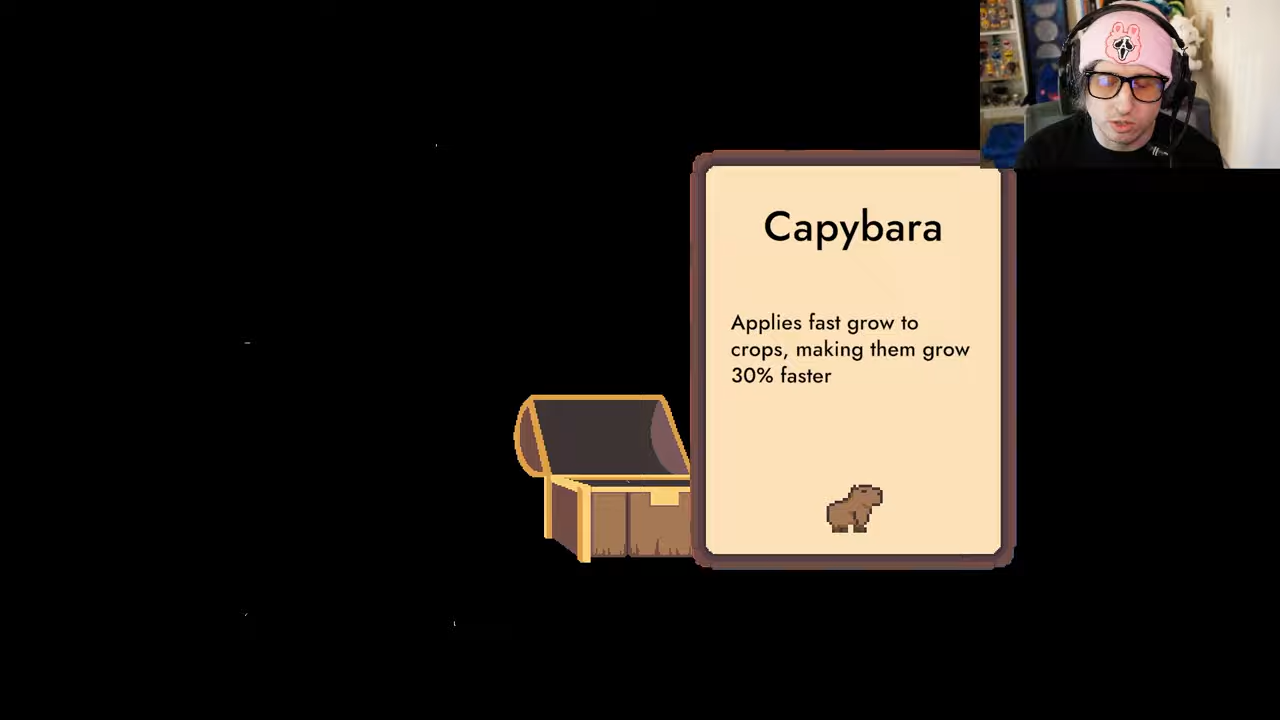 Capybara
Applies fast grow to
crops, making them grow
30% faster